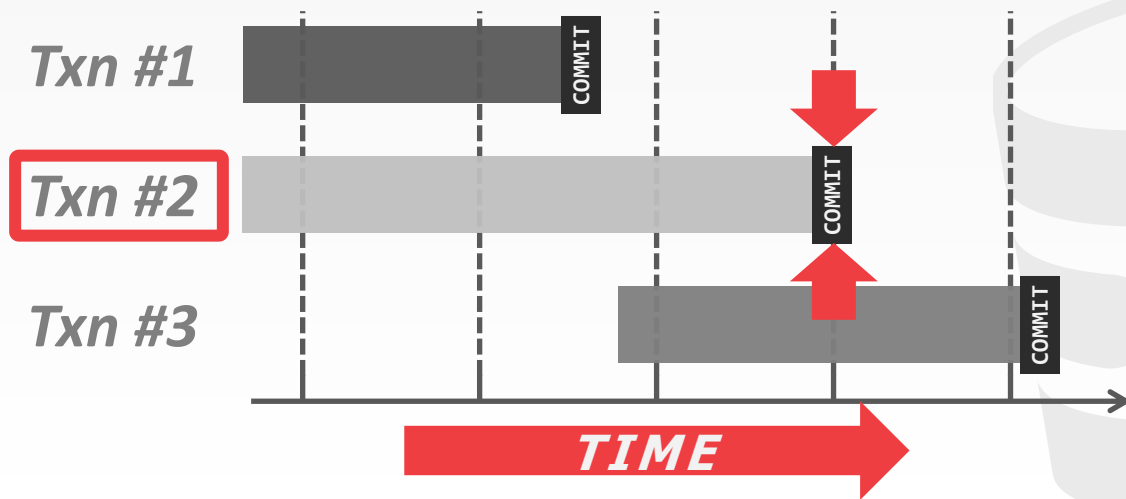 Txn #1
COMMIT
Txn #2
COMMIT
Txn #3
COMMIT
TIME